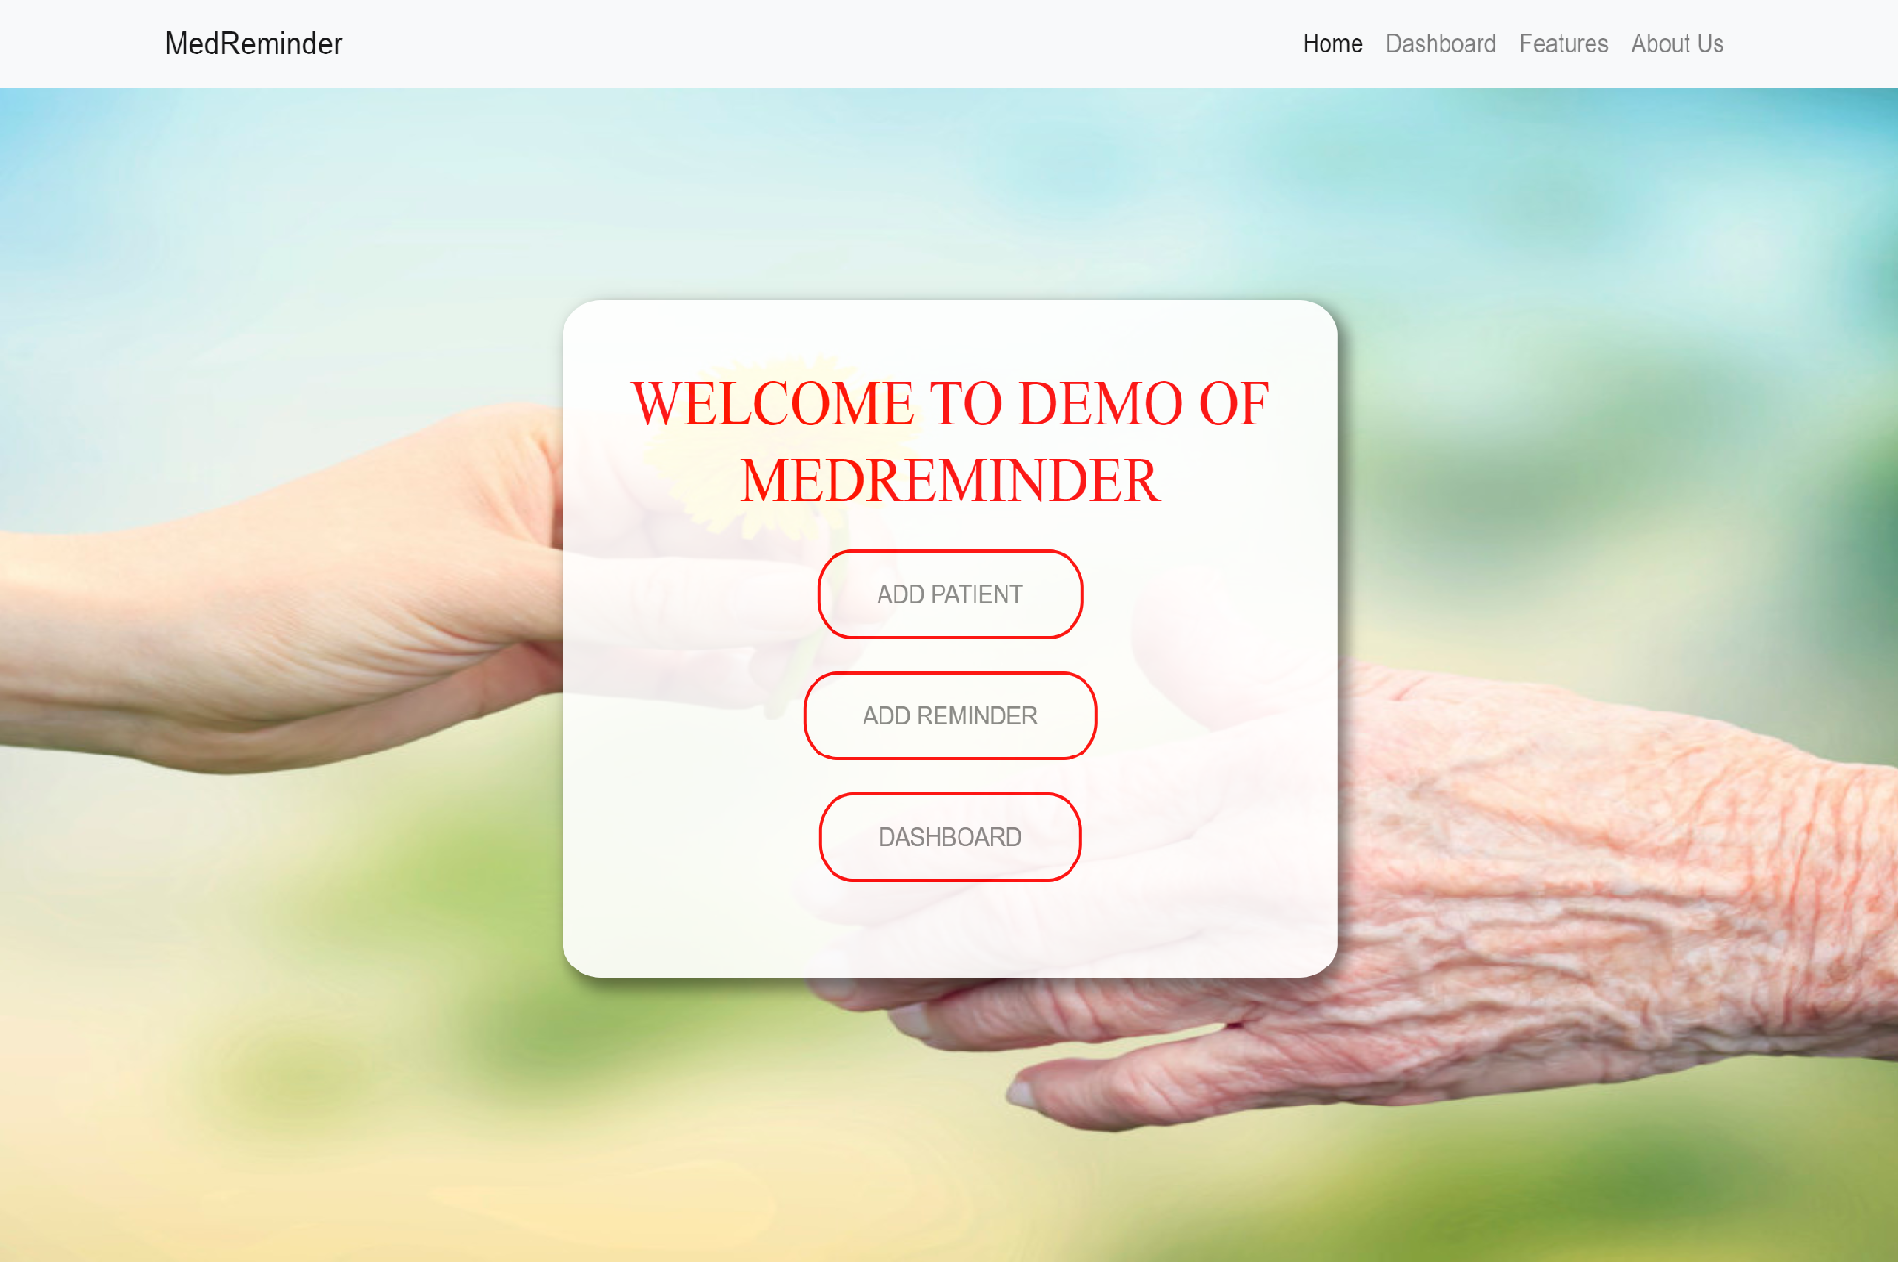 MedReminder
Home Dashboard Features About Us
WELCOME TO DEMO OF
MEDREMINDER
ADD PATIENT
ADD REMINDER
DASHBOARD